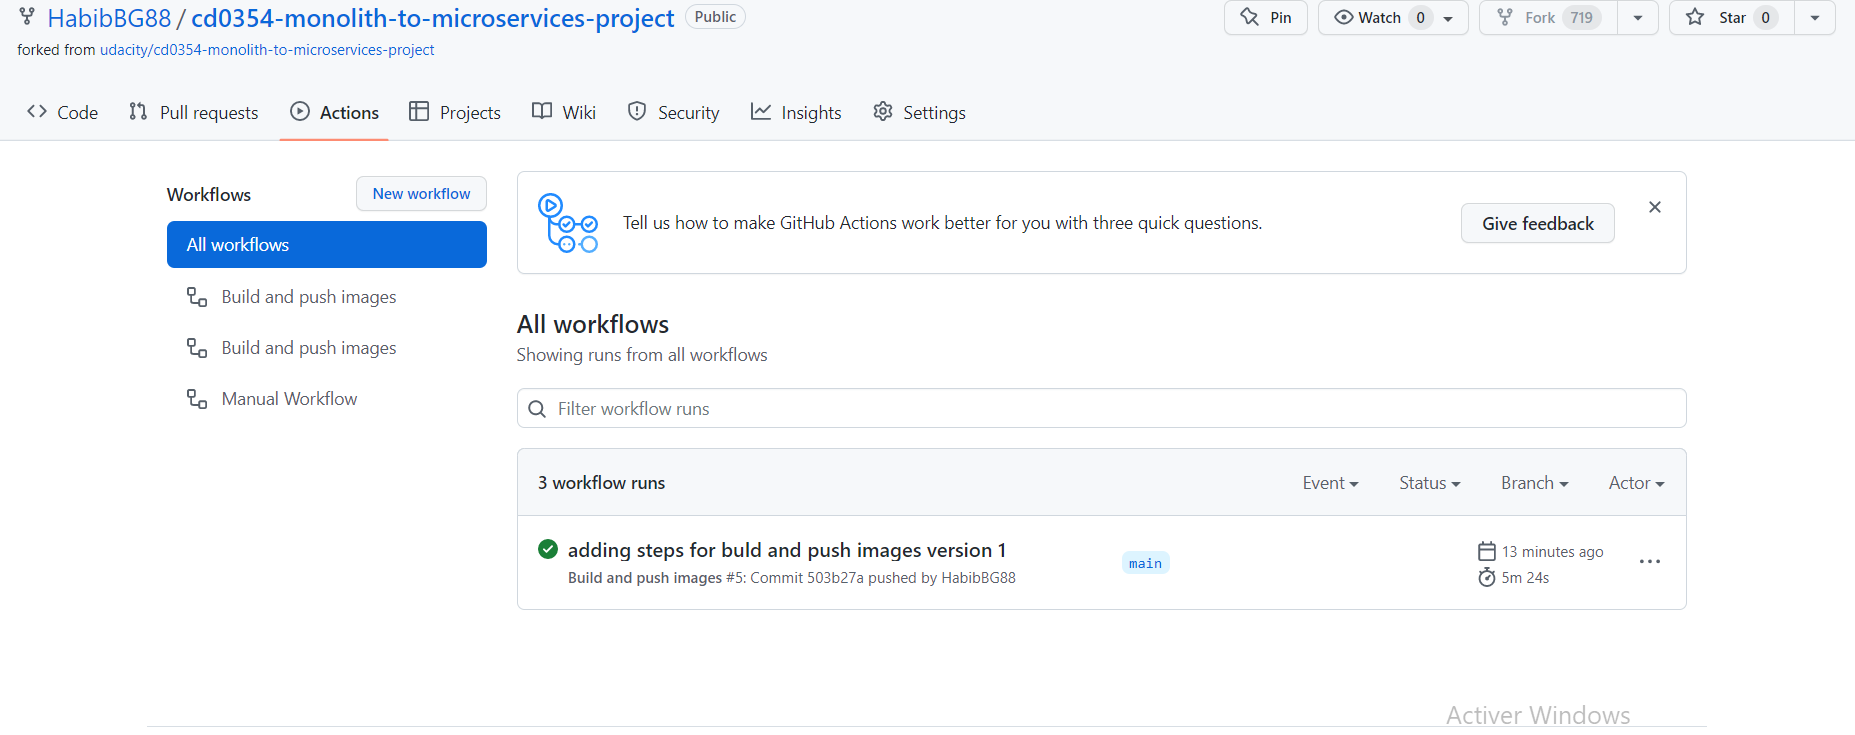 HabibBG88 / cd0354-monolith-to-microservices-project Public
Pin Watch 0 Fork 719 Star 0
forked from udacity/cd0354-monolith-to-microservices-project
Code Pull requests Actions Projects Wiki Security Insights Settings
Workflows New workflow
All workflows
Build and push images
Build and push images
Manual Workflow
Tell us how to make GitHub Actions work better for you with three quick questions. Give feedback
All workflows
Showing runs from all workflows
Filter workflow runs
3 workflow runs Event Status Branch Actor
adding steps for buld and push images version 1
Build and push images #5: Commit 503b27a pushed by HabibBG88
main
13 minutes ago
5m 24s
Activer Windows